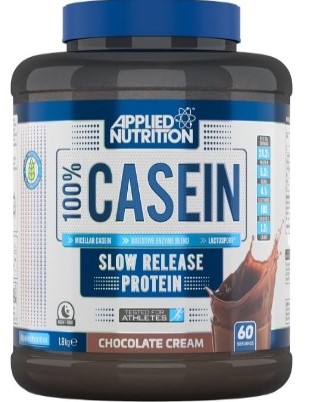 APPLIED
NUTRITION
100%
CASEIN
MICELLAR CASEIN
DIGESTIVE ENZYME BLEND
LACTOSPORE
SLOW RELEASE
PROTEIN
TESTED FOR
ATHLETES
1.8kg
CHOCOLATE CREAM
60
SERVINGS